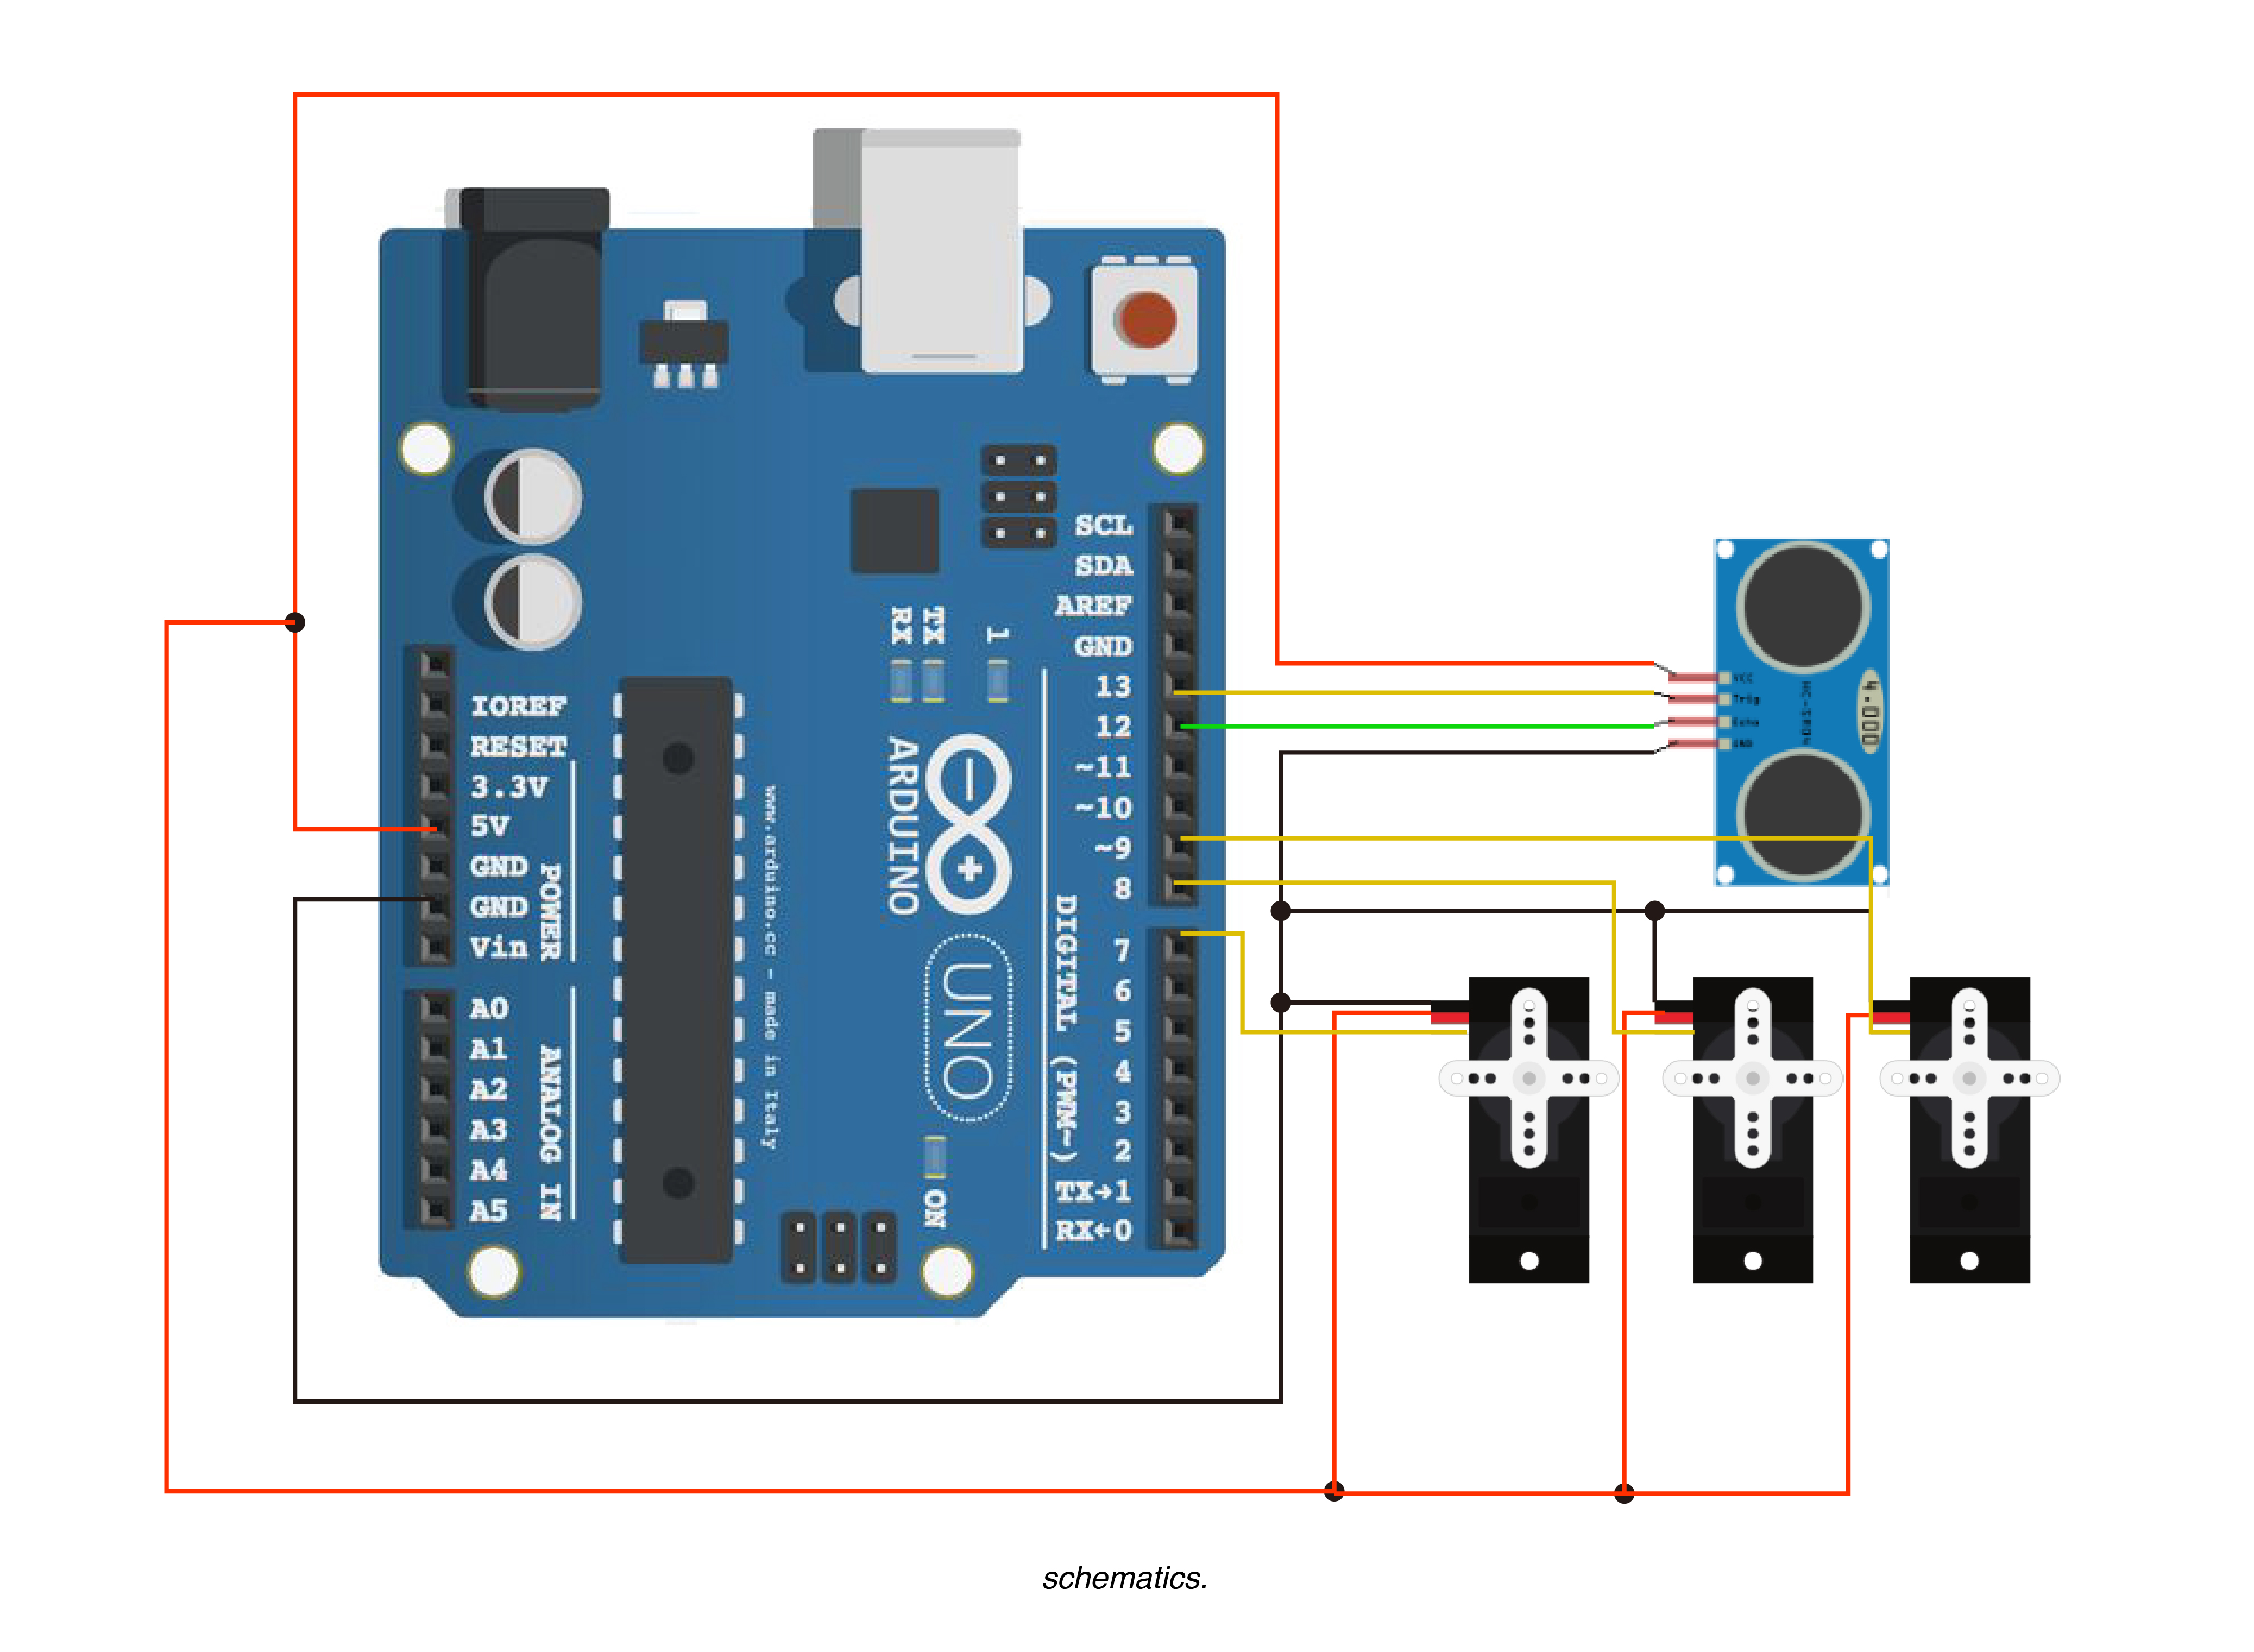 IOREF
RESET
3.3V
5V
GND
GND
Vin
POWER
A0
A1
A2
A3
A4
A5
ANALOG IN
www.arduino.cc - made in Italy
RX
TX
1
ARDUINO
UNO
ON
SCL
SDA
AREF
GND
13
12
~11
~10
~9
8
7
6
5
4
3
2
TX→1
RX←0
DIGITAL (PWM~)
VCC
Trig
Echo
GND
HC-SR04
4.000
schematics.